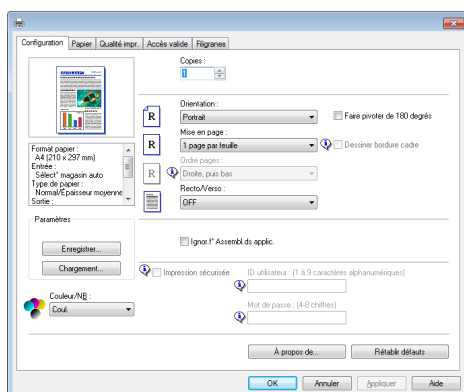 Configuration
Papier
Qualité impr.
Accès valide
Filigranes
Copies :
1
Orientation :
R
Portrait
Faire pivoter de 180 degrés
Mise en page :
R
1 page par feuille
Dessiner bordure cadre
Ordre pages :
R
Droite, puis bas
Recto/Verso :
OFF
Format papier :
A4 (210 x 297 mm)
Entrée :
Sélect° magasin auto
Type de papier :
Normal/Epaisseur moyenne
Sortie :
Paramètres
Enregistrer...
Chargement...
Ignor.f° Assembl.ds applic.
Impression sécurisée
ID utilisateur : (1 à 9 caractères alphanumériques)
Mot de passe : (4-8 chiffres)
Couleur/NB :
Coul.
À propos de...
Rétablir défauts
OK
Annuler
Appliquer
Aide